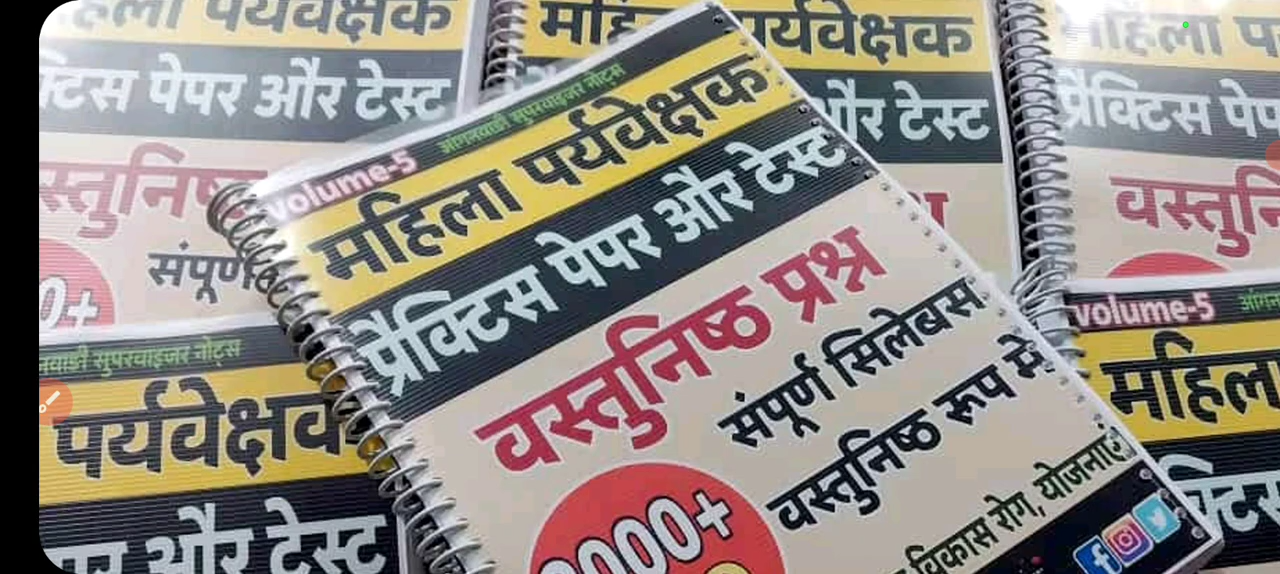 महिला पर्यवेक्षक
प्रैक्टिस पेपर और टेस्ट
volume-5 आंगनवाड़ी सुपरवाइजर नोट्स
महिला पर्यवेक्षक
प्रैक्टिस पेपर और टेस्ट
वस्तुनिष्ठ प्रश्न
संपूर्ण सिलेबस
वस्तुनिष्ठ रूप में
000+
विकास रोग, योजनाएं
पर्यवेक्षक
पेपर और टेस्ट
संपूर्ण
0+
सुपरवाइजर नोट्स
पर्यवेक्षक
और टेस्ट
और टेस्ट
महिला
प्रैक्टिस
volume-5
महिला